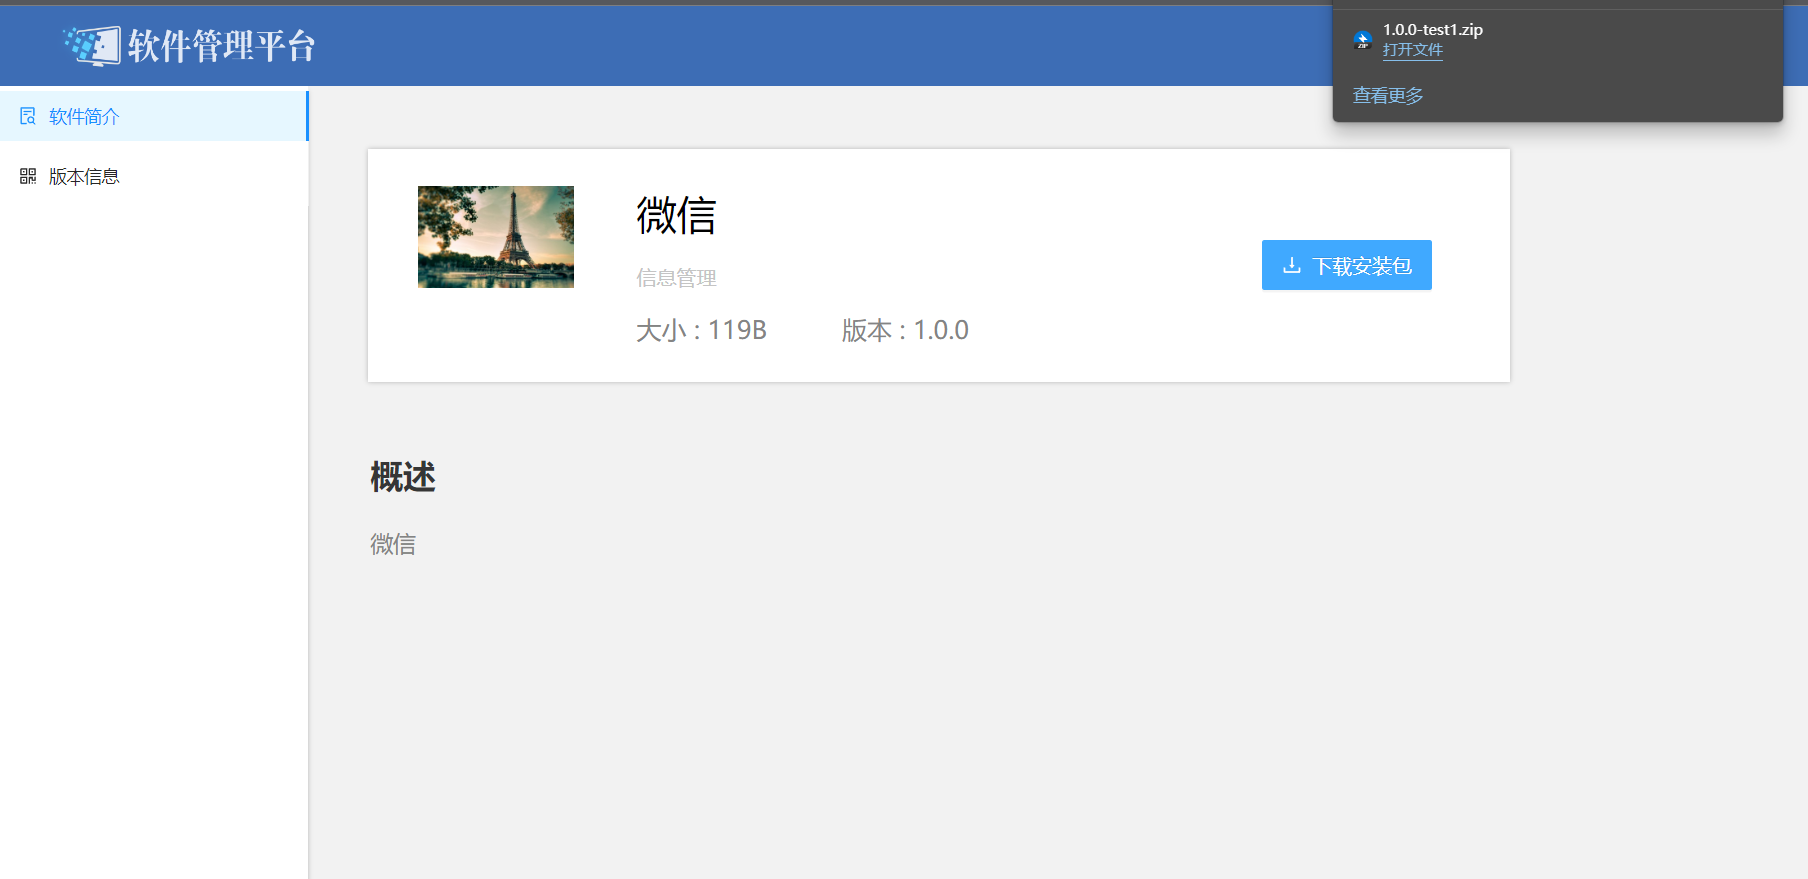 软件管理平台
1.0.0-test1.zip
打开文件
查看更多
软件简介
版本信息
微信
信息管理
大小 : 119B 版本 : 1.0.0
下载安装包
概述
微信